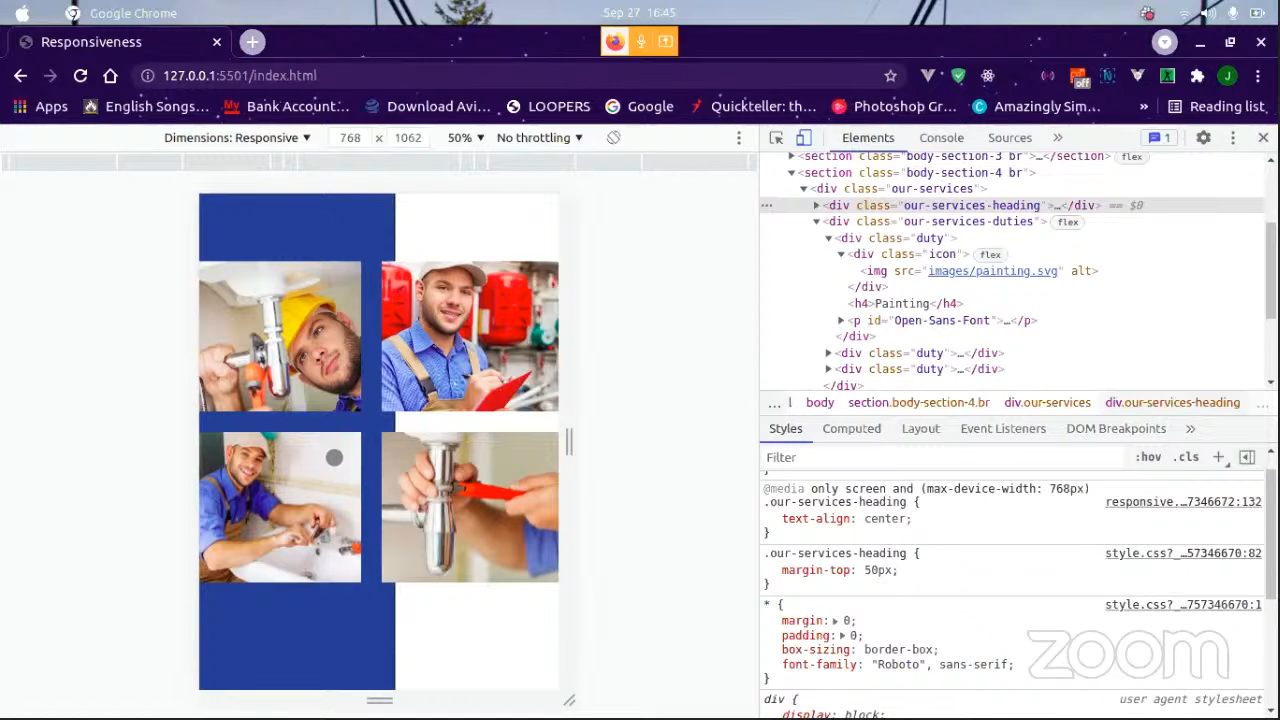 Google Chrome
Sep 27 16:45
Responsiveness
127.0.0.1:5501/index.html
off
J
Apps
English Songs...
My Bank Account:...
Download Avi...
LOOPERS
Google
Quickteller: th...
Photoshop Gr...
Amazingly Sim...
»
Reading list
Dimensions: Responsive ▼ 768 × 1062 50% ▼ No throttling ▼
Elements Console Sources » 1
▶<section class="body-section-3 br">…</section> flex
▼<section class="body-section-4 br">
▼<div class="our-services">
… ▶<div class="our-services-heading">…</div> == $0
▼<div class="our-services-duties"> flex
▼<div class="duty">
▼<div class="icon"> flex
<img src="images/painting.svg" alt>
</div>
<h4>Painting</h4>
▶<p id="Open-Sans-Font">…</p>
</div>
▶<div class="duty">…</div>
▶<div class="duty">…</div>
</div>
... l body section.body-section-4.br div.our-services div.our-services-heading ...
Styles Computed Layout Event Listeners DOM Breakpoints »
Filter :hov .cls +
}
@media only screen and (max-device-width: 768px)
.our-services-heading { responsive.…7346672:132
text-align: center;
}
.our-services-heading { style.css?_…57346670:82
margin-top: 50px;
}
* { style.css?_…757346670:1
margin:▶ 0;
padding:▶ 0;
box-sizing: border-box;
font-family: "Roboto", sans-serif;
}
div { user agent stylesheet
display: block;
zoom